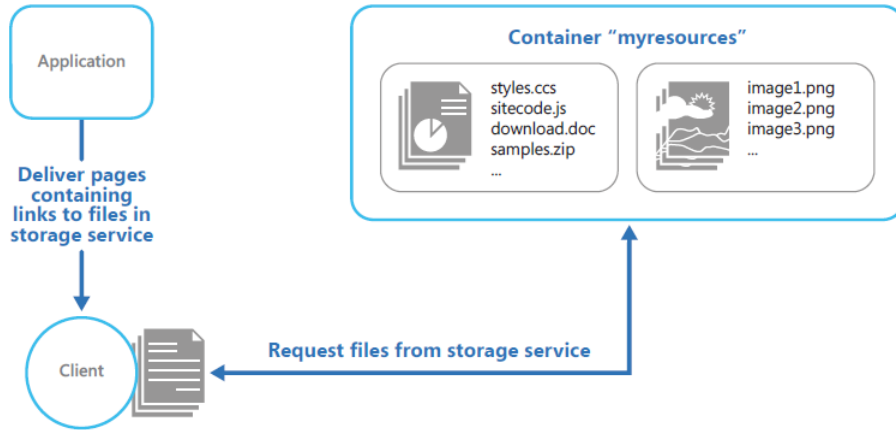 Application
Deliver pages
containing
links to files in
storage service
Client
Container “myresources”
styles.ccs
sitecode.js
download.doc
samples.zip
...
image1.png
image2.png
image3.png
...
Request files from storage service